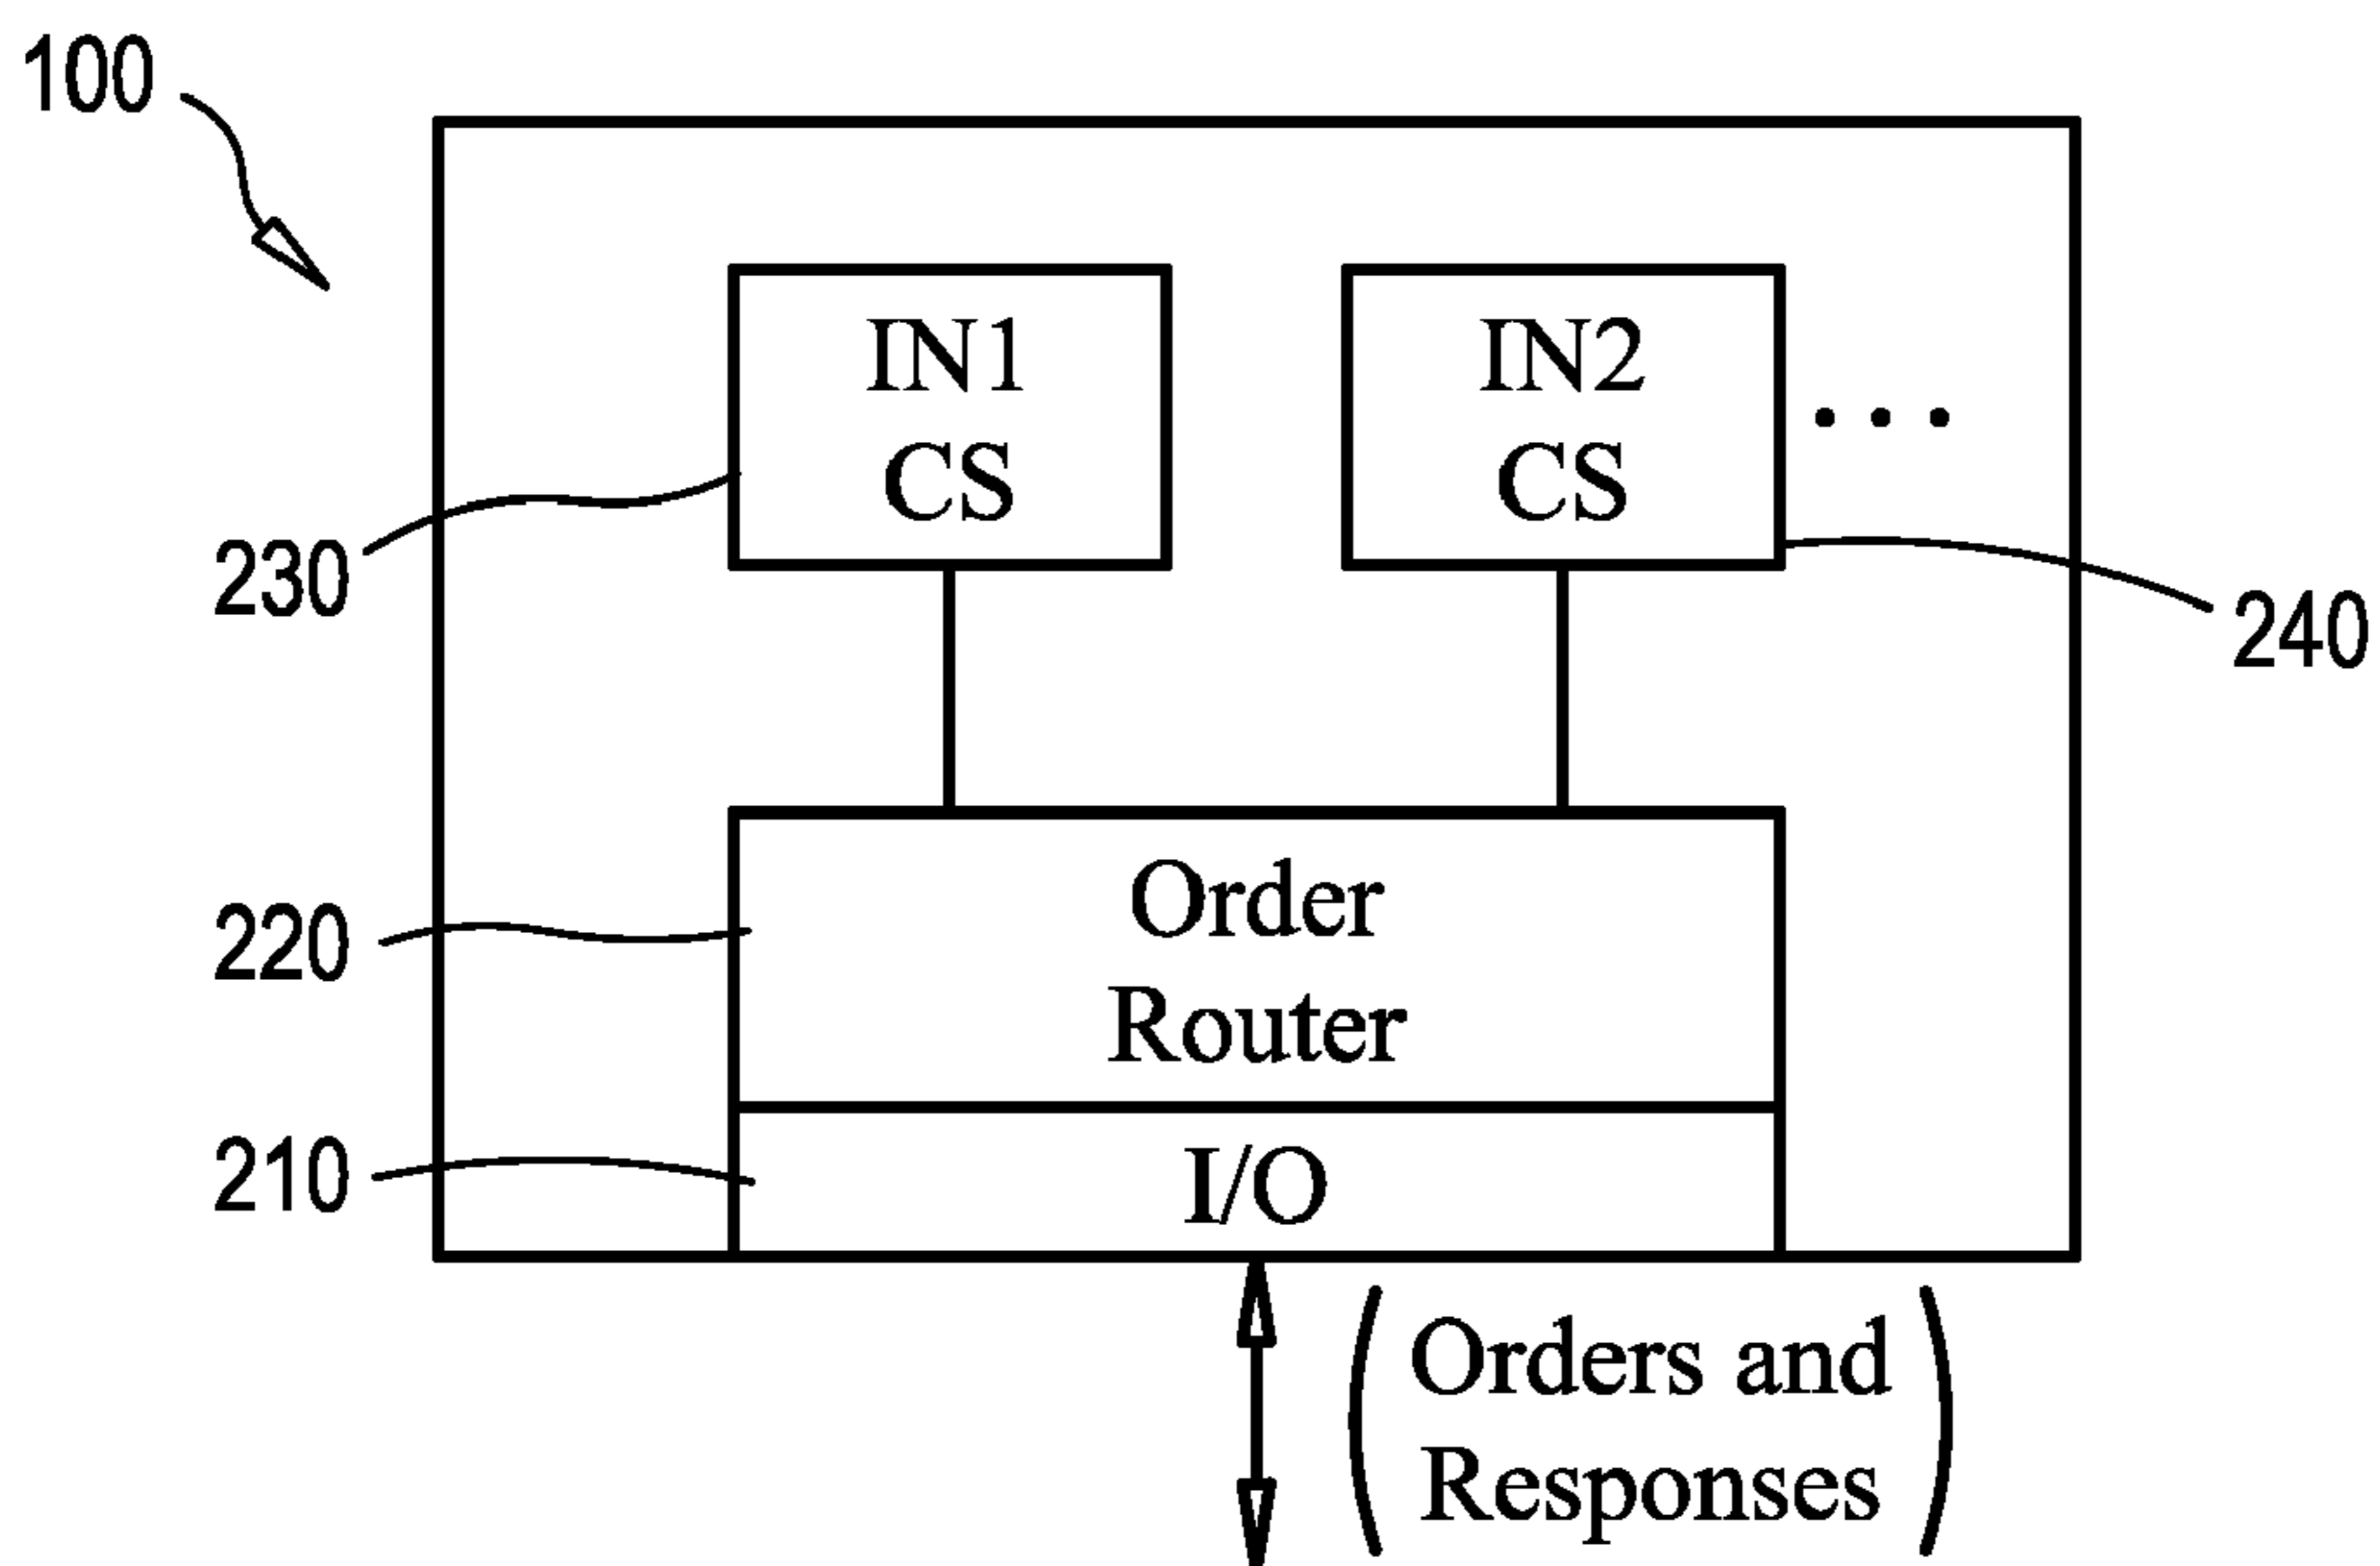 100
IN1
CS
IN2
CS
230
240
Order
Router
220
210
I/O
Orders and
Responses